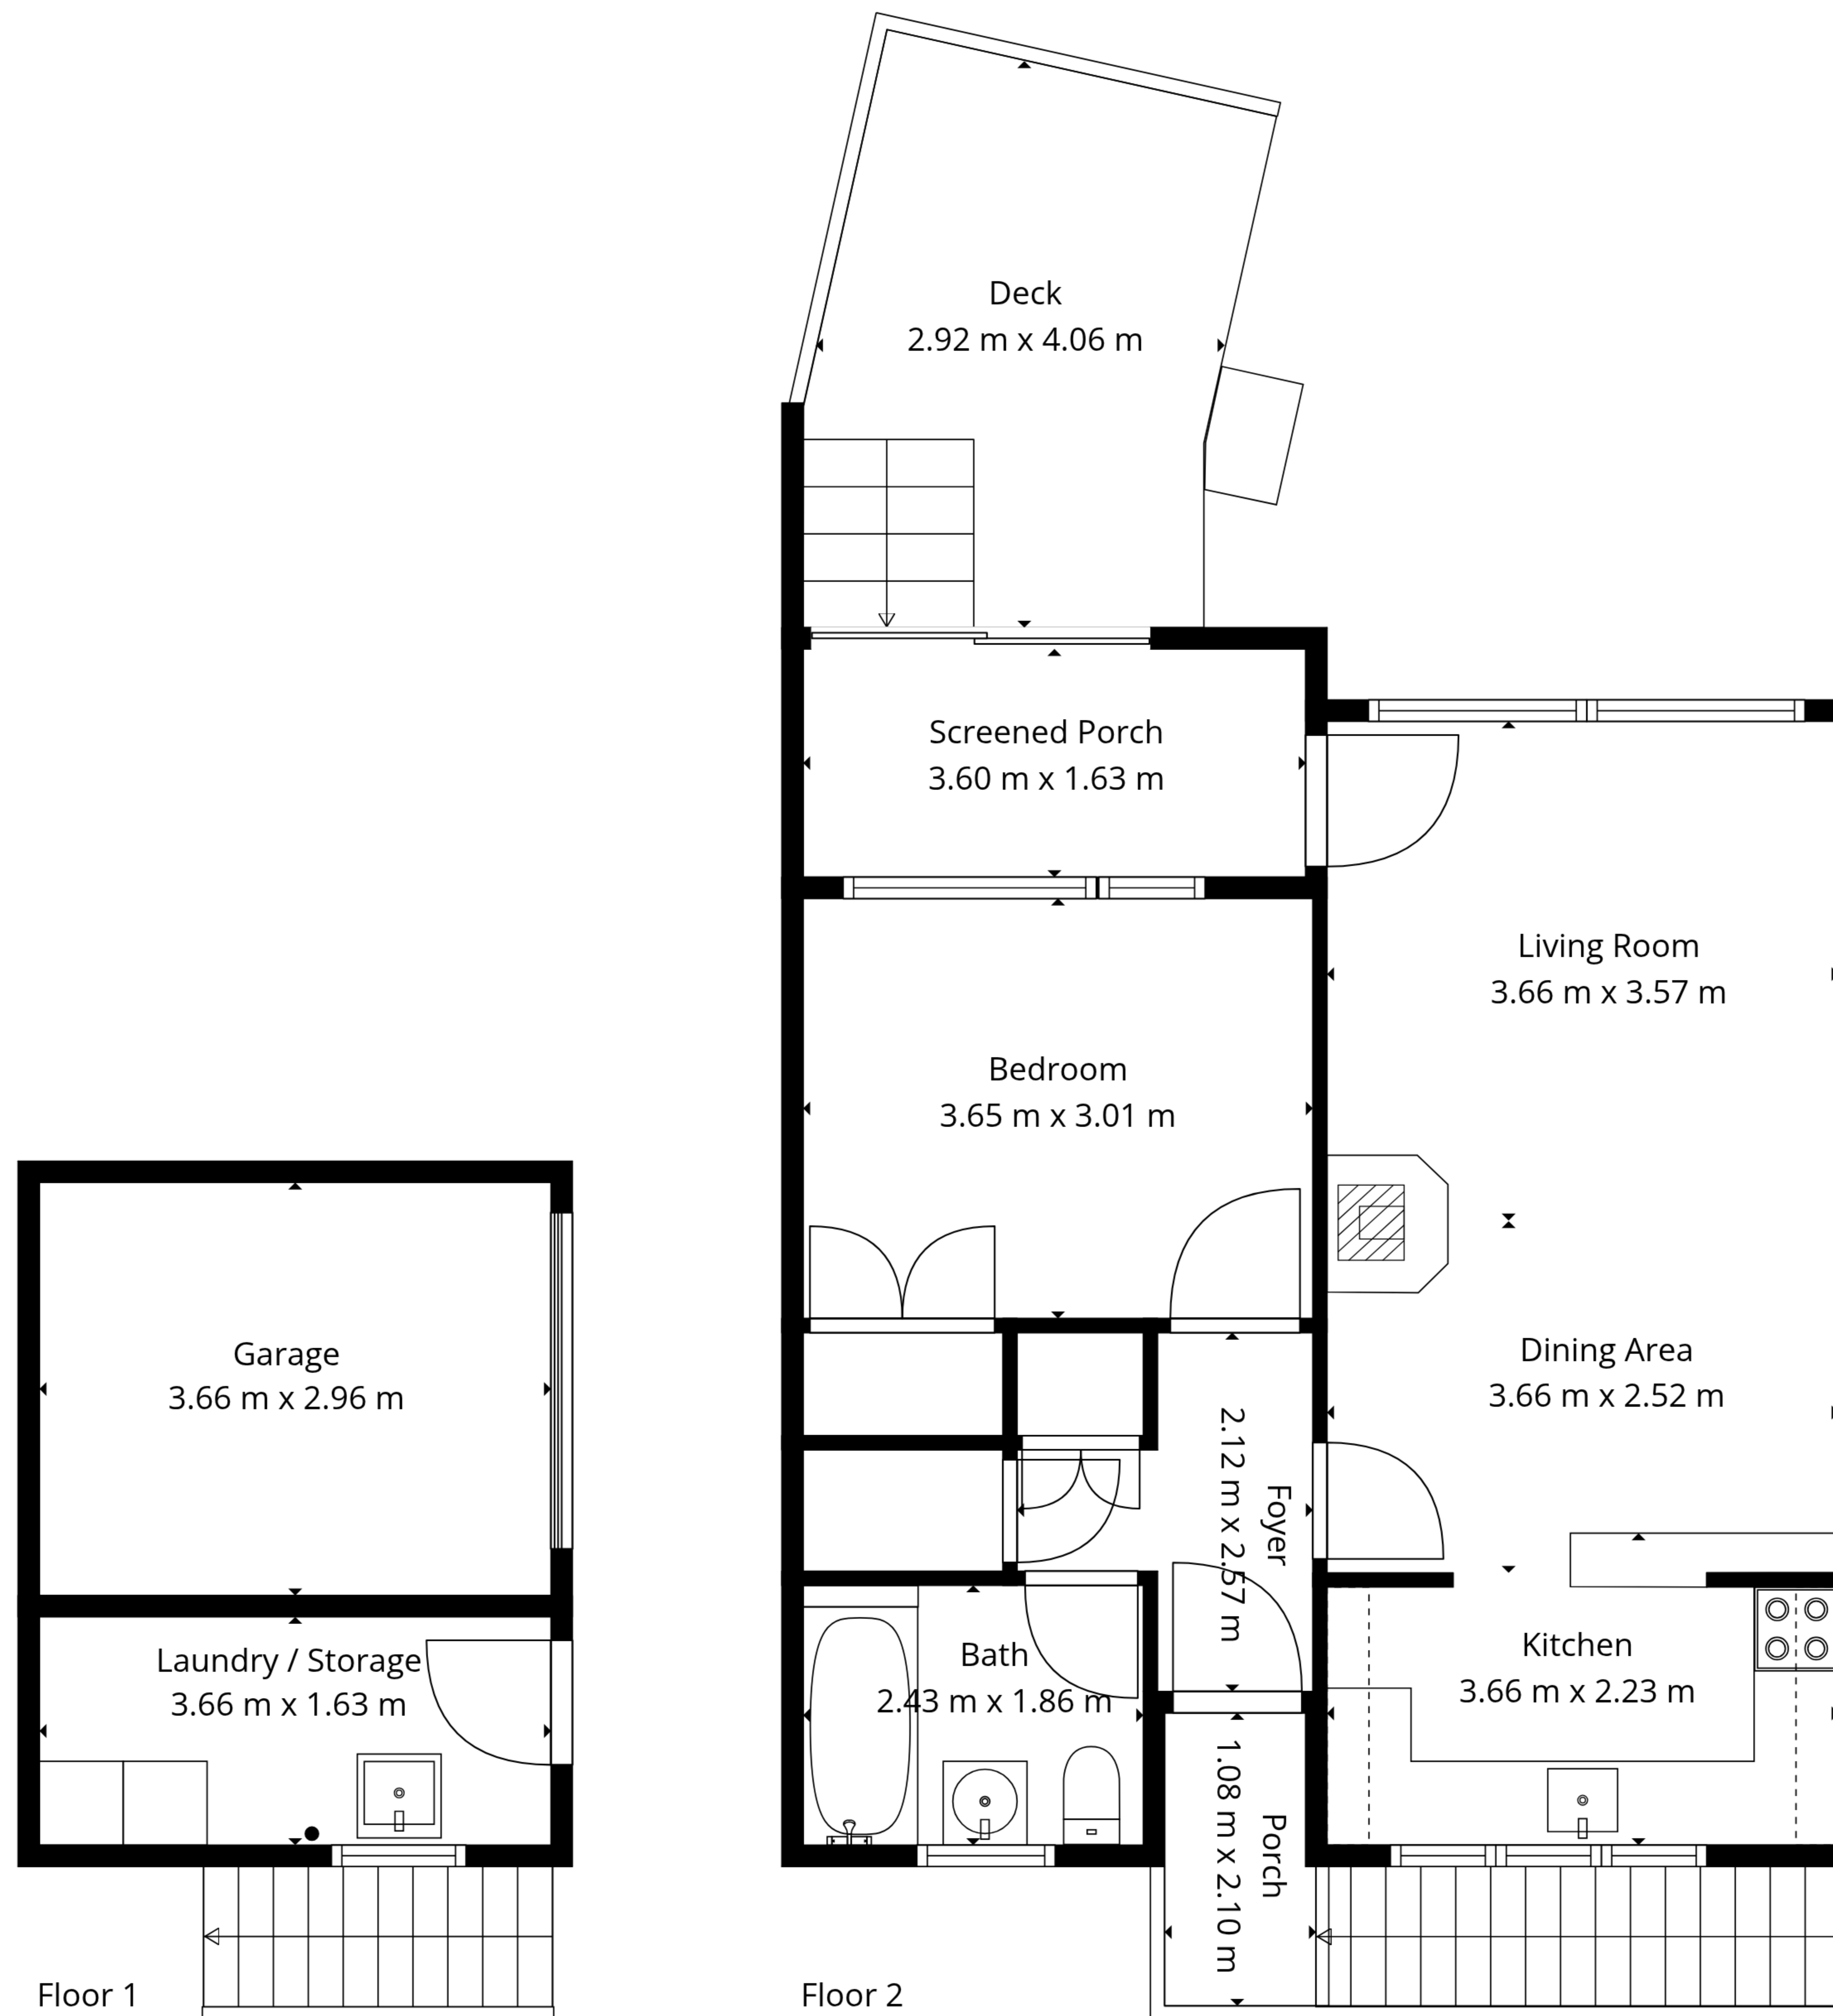 Deck
2.92 m x 4.06 m
Screened Porch
3.60 m x 1.63 m
Living Room
3.66 m x 3.57 m
Bedroom
3.65 m x 3.01 m
Garage
3.66 m x 2.96 m
Dining Area
3.66 m x 2.52 m
Foyer
2.12 m x 2.57 m
Laundry / Storage
3.66 m x 1.63 m
Bath
2.43 m x 1.86 m
Kitchen
3.66 m x 2.23 m
Porch
1.08 m x 2.10 m
Floor 1
Floor 2